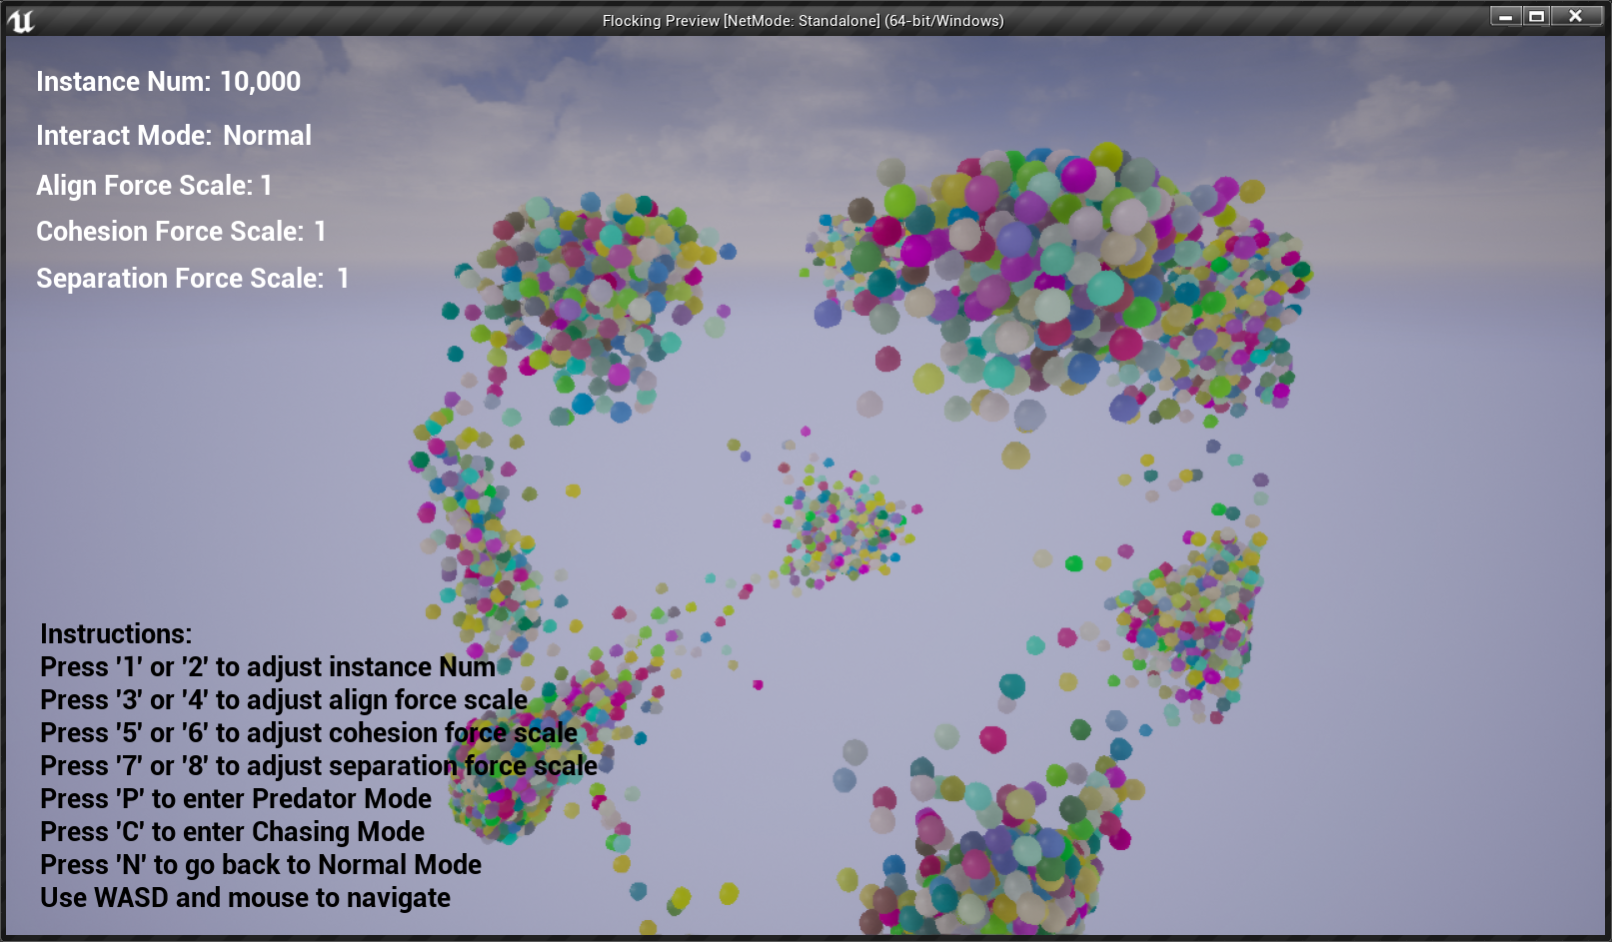 Flocking Preview [NetMode: Standalone] (64-bit/Windows)
Instance Num: 10,000
Interact Mode: Normal
Align Force Scale: 1
Cohesion Force Scale: 1
Separation Force Scale: 1
Instructions:
Press '1' or '2' to adjust instance Num
Press '3' or '4' to adjust align force scale
Press '5' or '6' to adjust cohesion force scale
Press '7' or '8' to adjust separation force scale
Press 'P' to enter Predator Mode
Press 'C' to enter Chasing Mode
Press 'N' to go back to Normal Mode
Use WASD and mouse to navigate